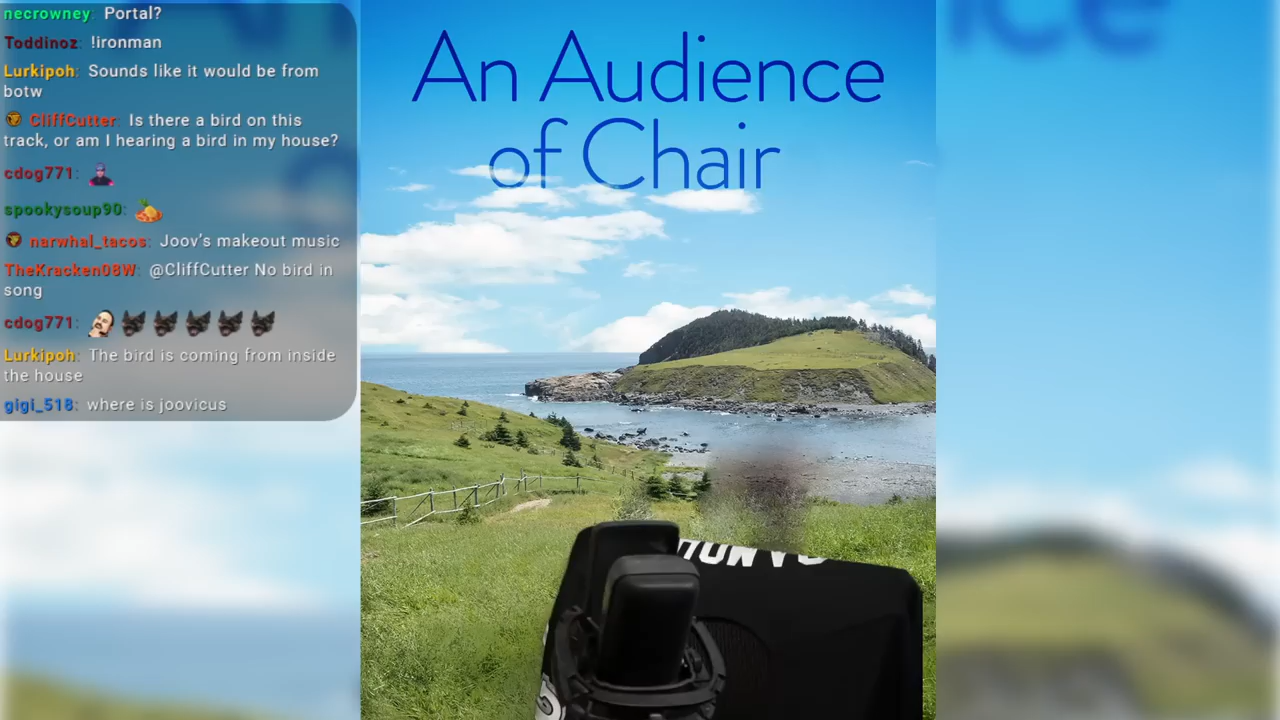 necrowney: Portal?
Toddinoz: !ironman
Lurkipoh: Sounds like it would be from
botw
CliffCutter: Is there a bird on this
track, or am I hearing a bird in my house?
cdog771:
spookysoup90:
narwhal_tacos: Joov's makeout music
TheKracken08W: @CliffCutter No bird in
song
cdog771:
Lurkipoh: The bird is coming from inside
the house
gigi_518: where is joovicus
An Audience
of Chair